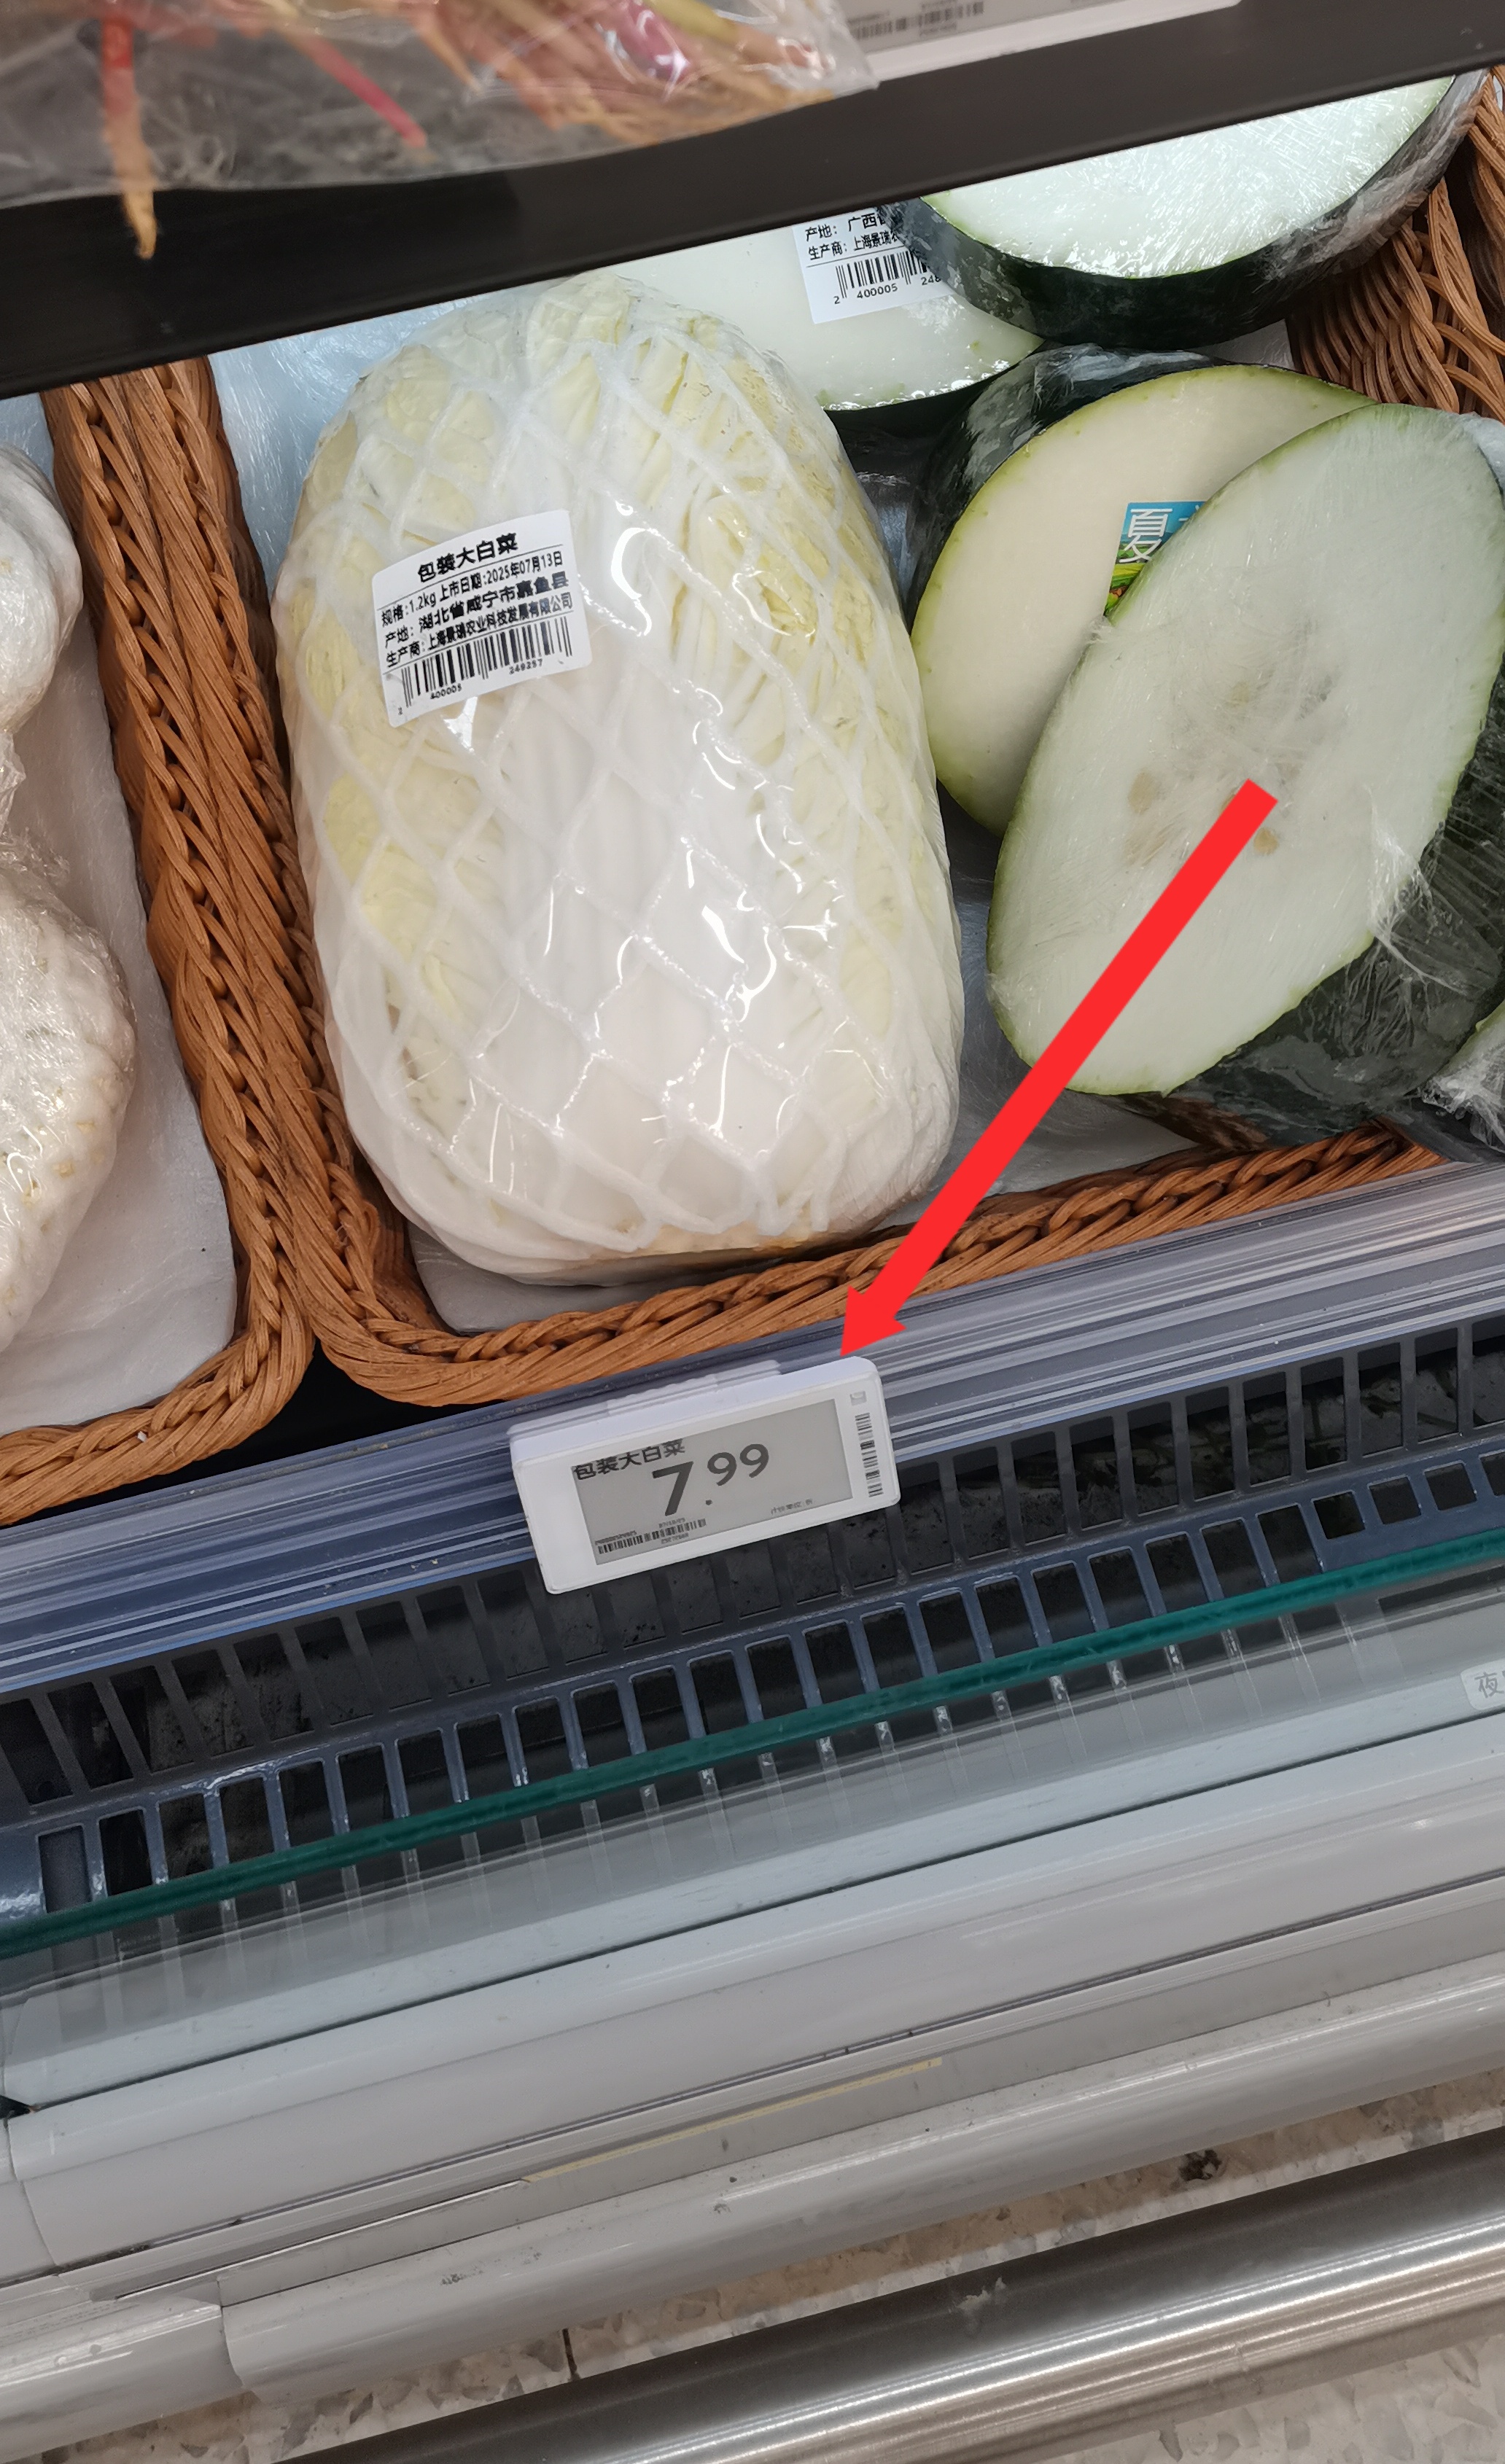 产地：广西
生产商：上海景瑞农
2 400005 248
夏
包装大白菜
规格:1.2kg 上市日期:2025年07月13日
产地：湖北省咸宁市嘉鱼县
生产商：上海景瑞农业科技发展有限公司
2 400005 249257
包装大白菜
7.99
夜